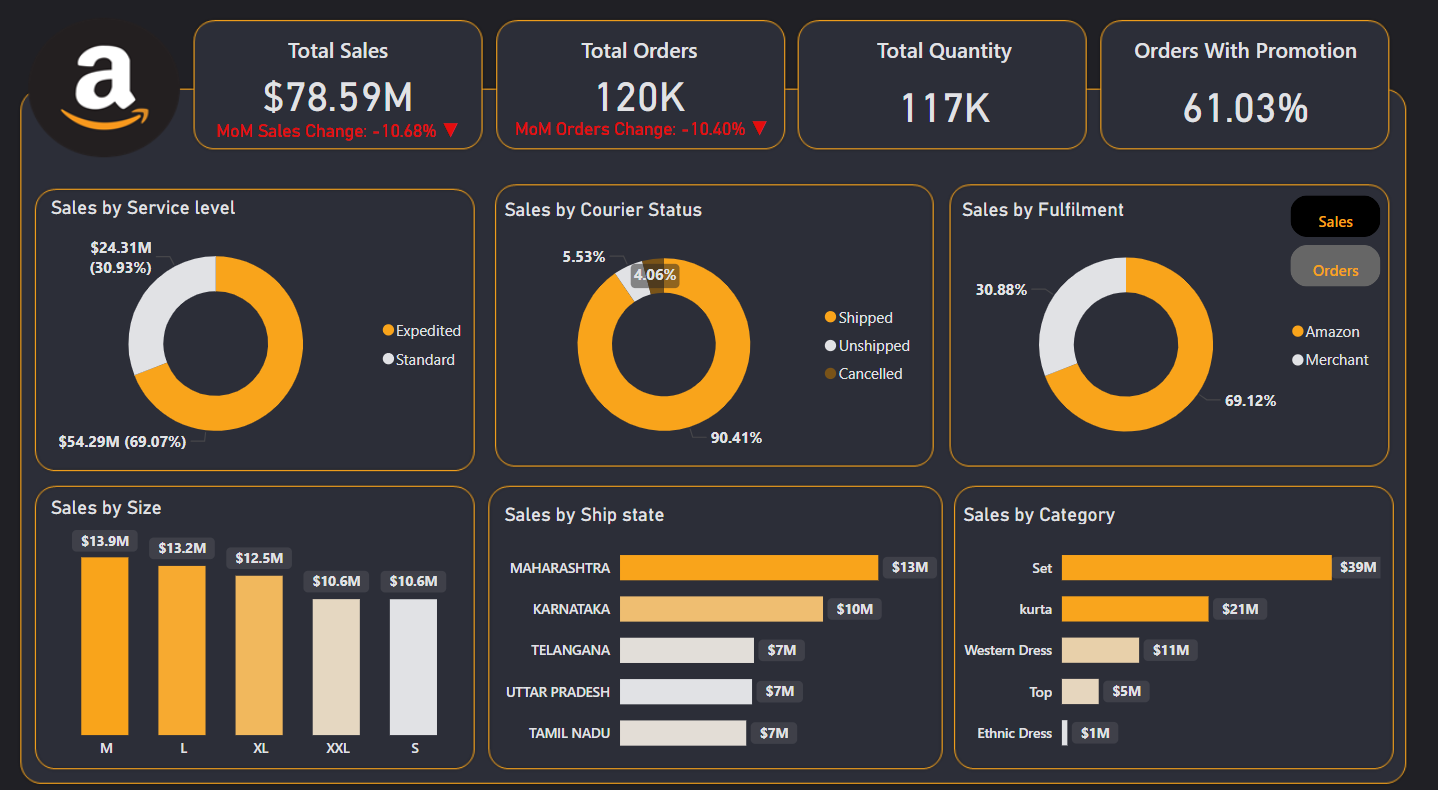 a
Total Sales
$78.59M
MoM Sales Change: -10.68% ▼
Total Orders
120K
MoM Orders Change: -10.40% ▼
Total Quantity
117K
Orders With Promotion
61.03%
Sales by Service level
$24.31M
(30.93%)
$54.29M (69.07%)
Expedited
Standard
Sales by Courier Status
5.53%
4.06%
90.41%
Shipped
Unshipped
Cancelled
Sales by Fulfilment
Sales
Orders
30.88%
69.12%
Amazon
Merchant
Sales by Size
$13.9M
$13.2M
$12.5M
$10.6M
$10.6M
M
L
XL
XXL
S
Sales by Ship state
MAHARASHTRA $13M
KARNATAKA $10M
TELANGANA $7M
UTTAR PRADESH $7M
TAMIL NADU $7M
Sales by Category
Set $39M
kurta $21M
Western Dress $11M
Top $5M
Ethnic Dress $1M